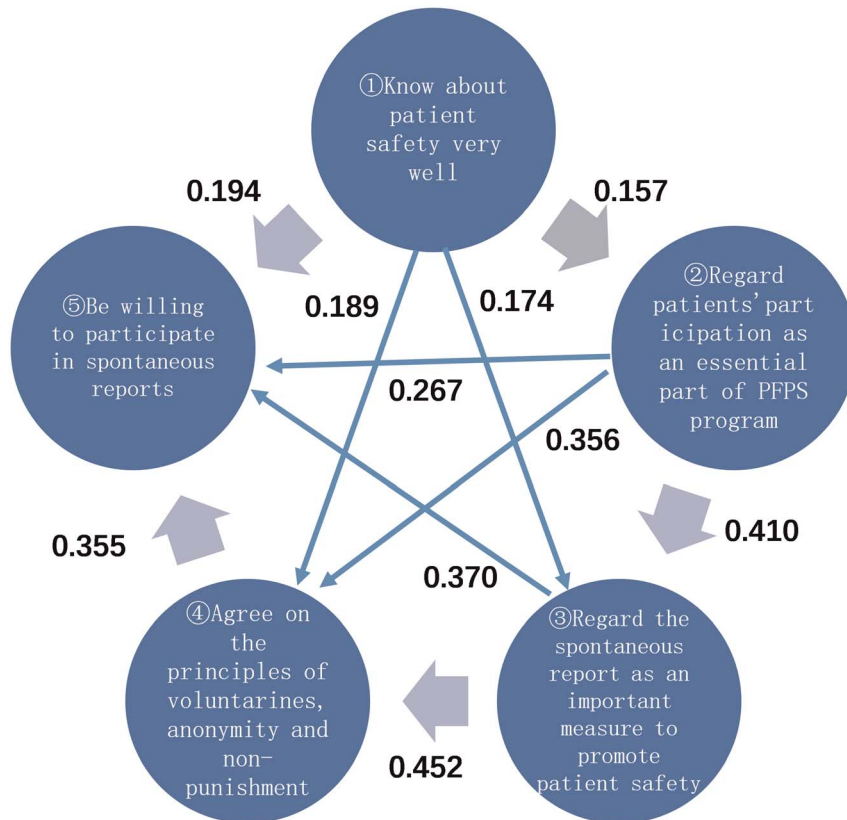 ①Know about
patient
safety very
well
0.194
0.157
0.189
0.174
②Regard
patients'part
icipation as
an essential
part of PFPS
program
⑤Be willing
to participate
in spontaneous
reports
0.267
0.356
0.355
0.410
0.370
④Agree on
the
principles of
voluntarines,
anonymity and
non-
punishment
③Regard the
spontaneous
report as an
important
measure to
promote
patient safety
0.452